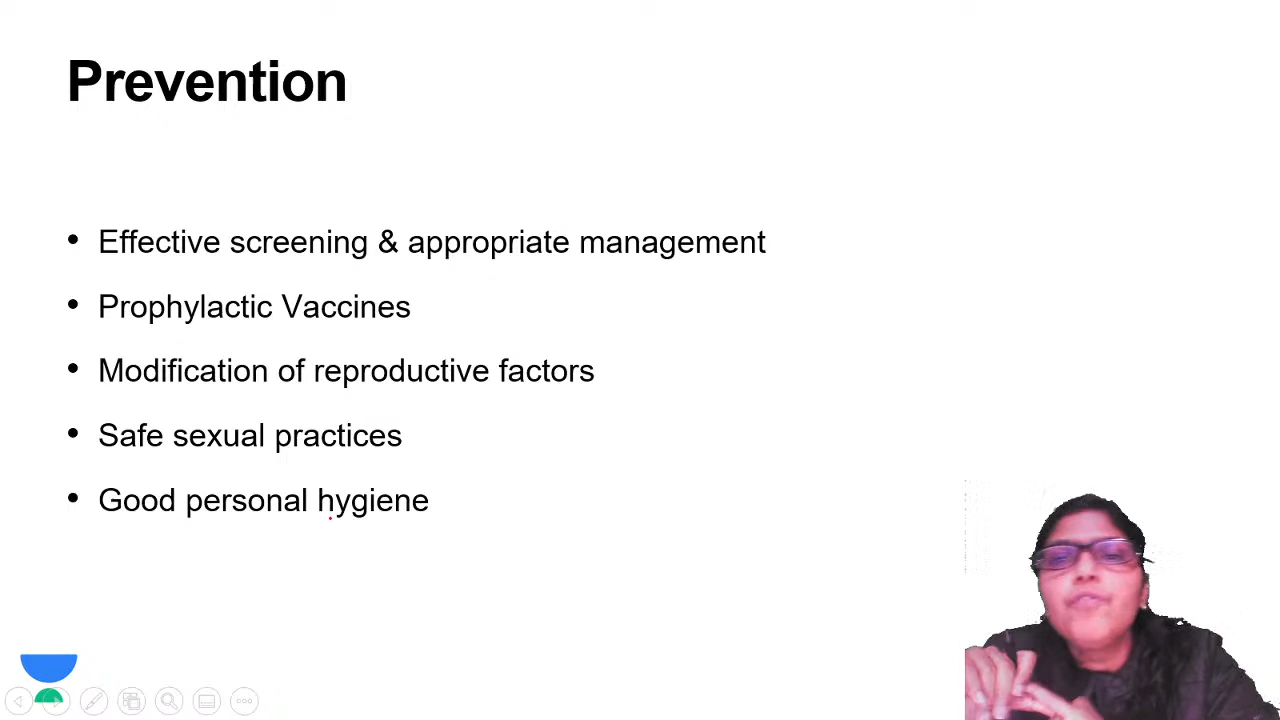 Prevention
• Effective screening & appropriate management
• Prophylactic Vaccines
• Modification of reproductive factors
• Safe sexual practices
• Good personal hygiene